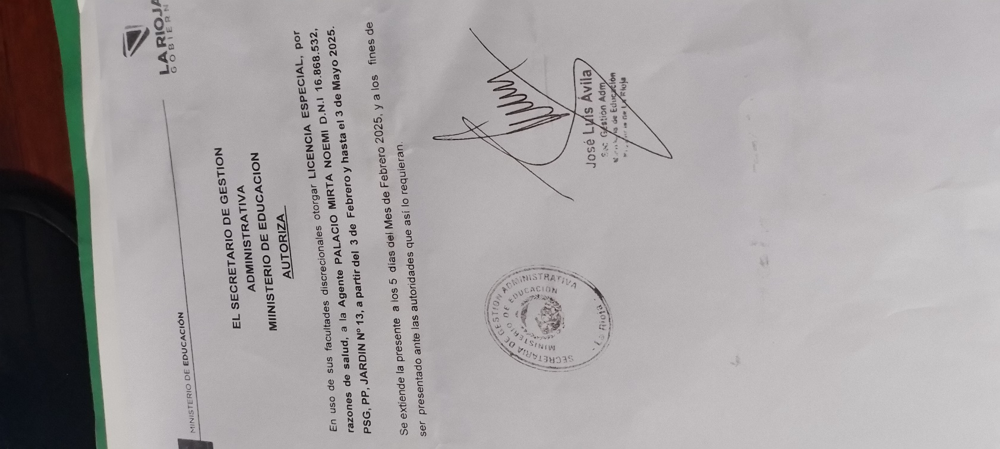 MINISTERIO DE EDUCACIÓN
LA RIOJA
GOBIERN
EL SECRETARIO DE GESTION
ADMINISTRATIVA
MIINISTERIO DE EDUCACION
AUTORIZA
En uso de sus facultades discrecionales otorgar LICENCIA ESPECIAL, por
razones de salud, a la Agente PALACIO MIRTA NOEMI D.N.I 16.868.532,
PSG, PP, JARDIN Nº 13, a partir del 3 de Febrero y hasta el 3 de Mayo 2025.
Se extiende la presente a los 5 días del Mes de Febrero 2025, y a los fines de
ser presentado ante las autoridades que así lo requieran.
SECRETARIA DE GESTION ADMINISTRATIVA
MINISTERIO DE EDUCACION
- La Rioja -
José Luis Ávila
Sec. Gestión Adm
de Educación
de La Rioja